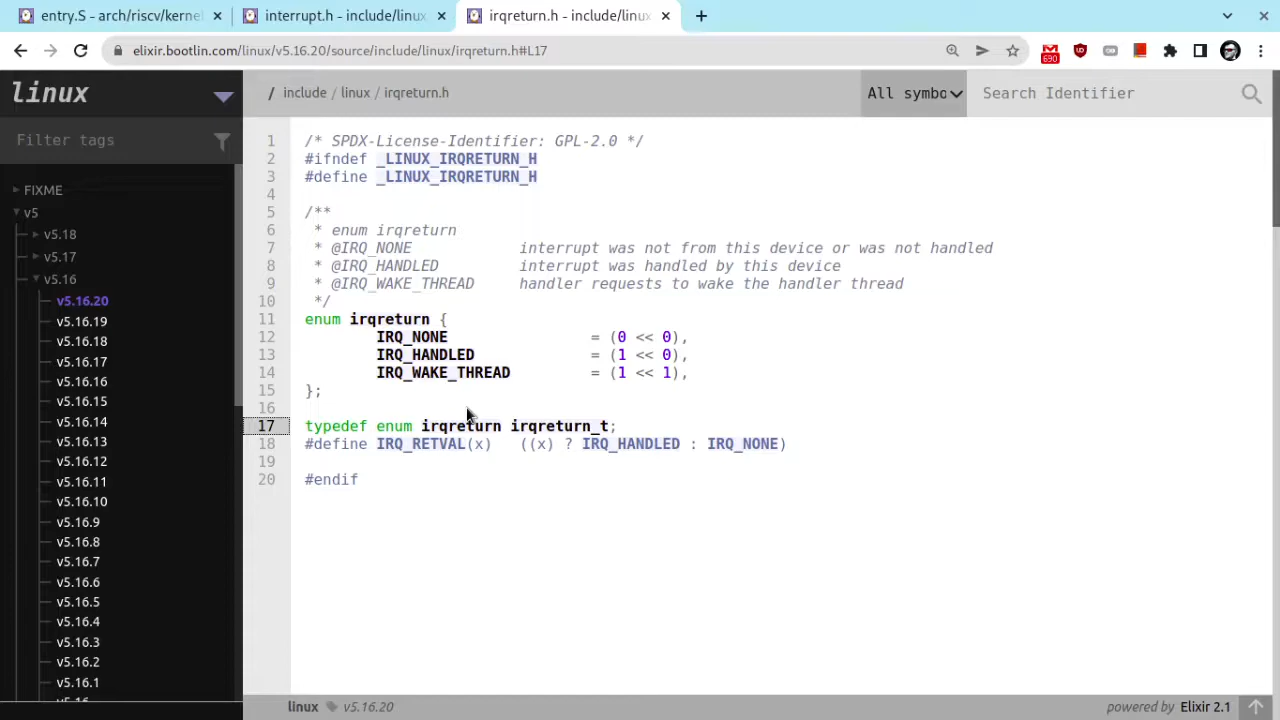 entry.S - arch/riscv/kernel
interrupt.h - include/linux
irqreturn.h - include/linux
elixir.bootlin.com/linux/v5.16.20/source/include/linux/irqreturn.h#L17
690
linux
/ include / linux / irqreturn.h
All symbo
Search Identifier
Filter tags
FIXME
v5
v5.18
v5.17
v5.16
v5.16.20
v5.16.19
v5.16.18
v5.16.17
v5.16.16
v5.16.15
v5.16.14
v5.16.13
v5.16.12
v5.16.11
v5.16.10
v5.16.9
v5.16.8
v5.16.7
v5.16.6
v5.16.5
v5.16.4
v5.16.3
v5.16.2
v5.16.1
1 /* SPDX-License-Identifier: GPL-2.0 */
2 #ifndef _LINUX_IRQRETURN_H
3 #define _LINUX_IRQRETURN_H
4
5 /**
6  * enum irqreturn
7  * @IRQ_NONE interrupt was not from this device or was not handled
8  * @IRQ_HANDLED interrupt was handled by this device
9  * @IRQ_WAKE_THREAD handler requests to wake the handler thread
10  */
11 enum irqreturn {
12 IRQ_NONE = (0 << 0),
13 IRQ_HANDLED = (1 << 0),
14 IRQ_WAKE_THREAD = (1 << 1),
15 };
16
17 typedef enum irqreturn irqreturn_t;
18 #define IRQ_RETVAL(x) ((x) ? IRQ_HANDLED : IRQ_NONE)
19
20 #endif
linux v5.16.20
powered by Elixir 2.1